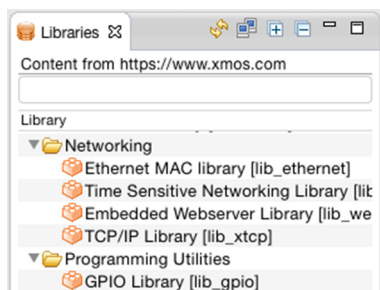 Libraries
Content from https://www.xmos.com
Library
Networking
Ethernet MAC library [lib_ethernet]
Time Sensitive Networking Library [lit
Embedded Webserver Library [lib_we
TCP/IP Library [lib_xtcp]
Programming Utilities
GPIO Library [lib_gpio]